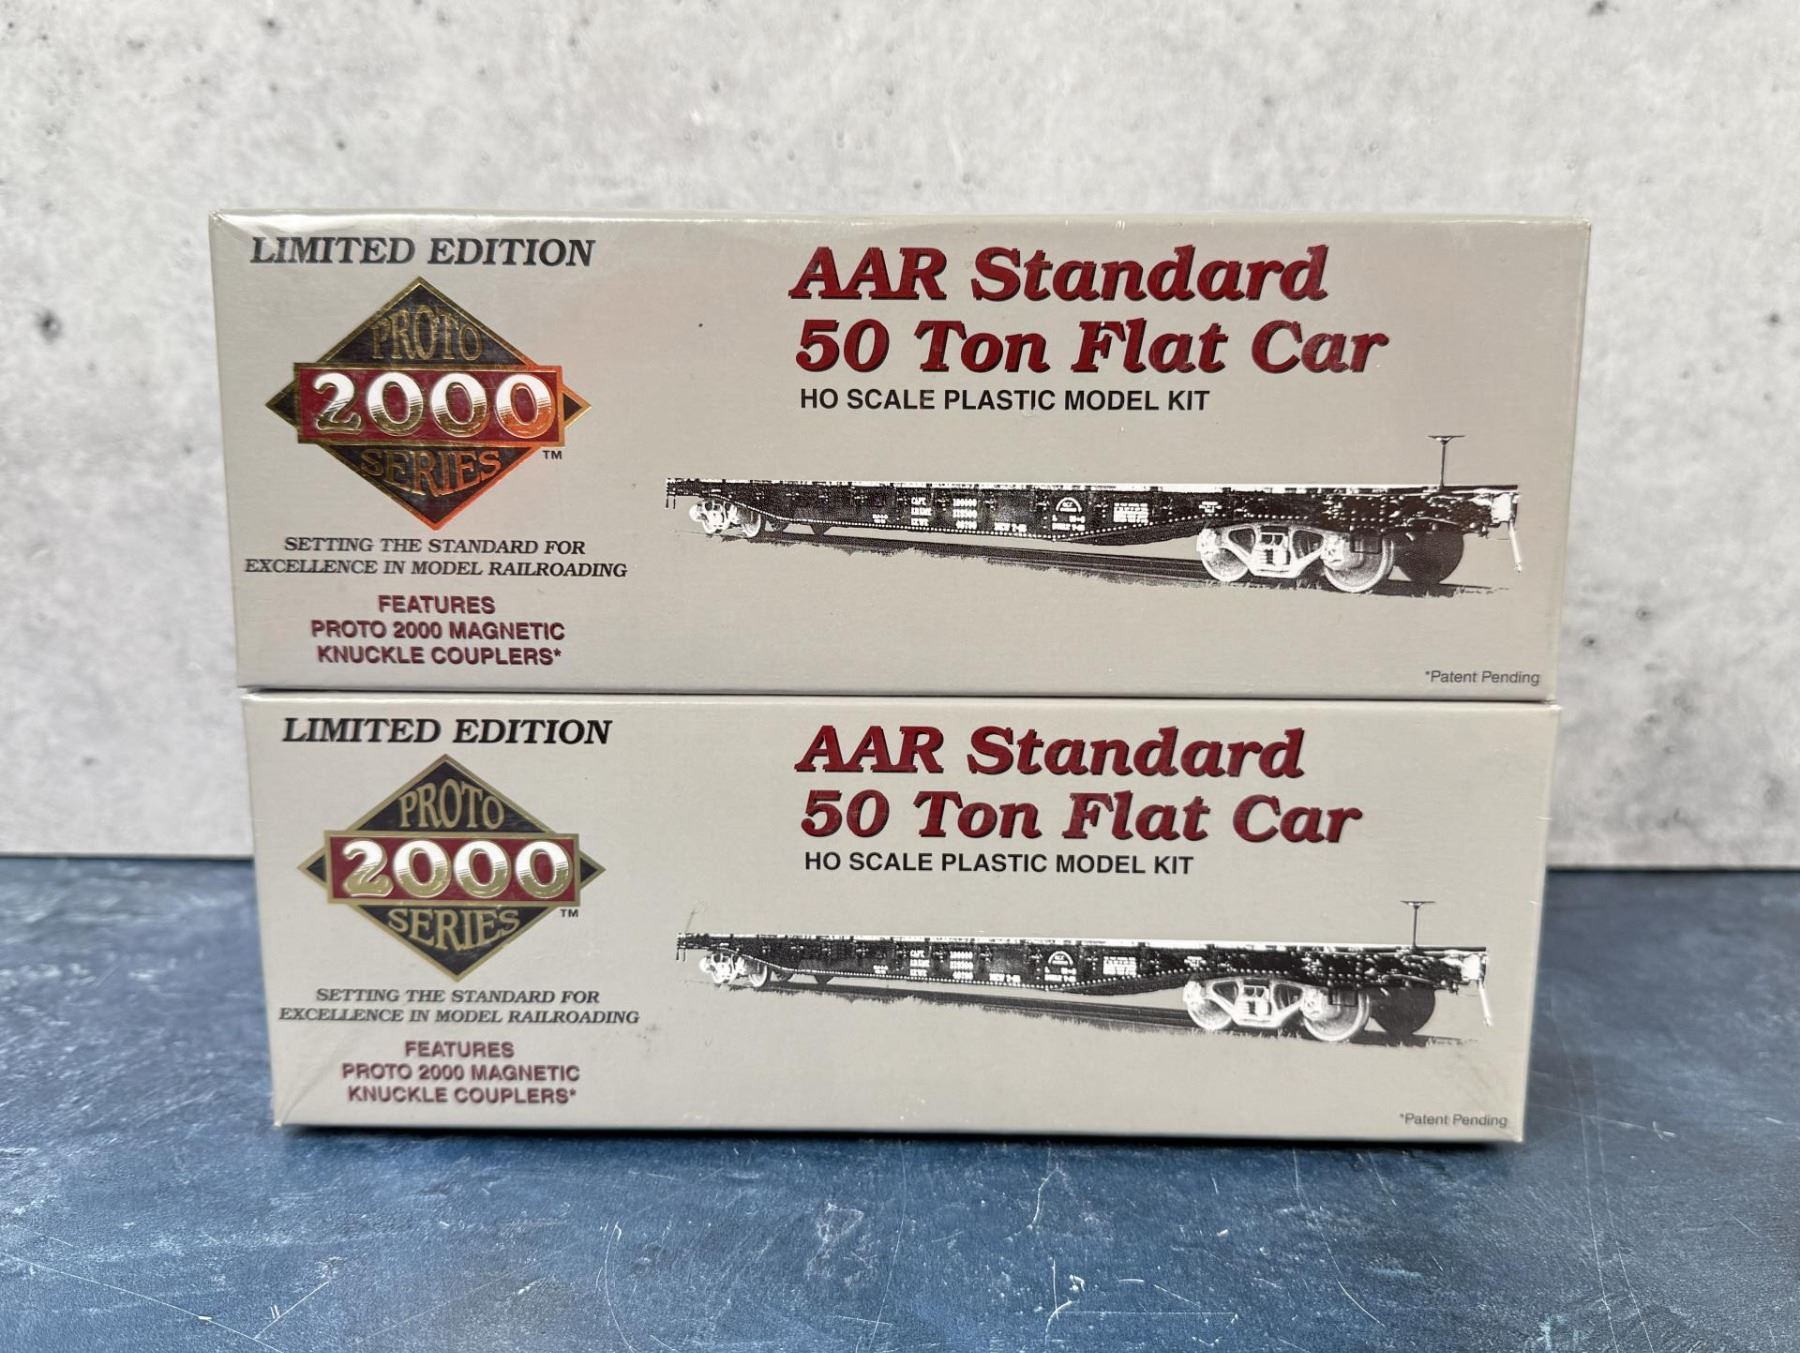 LIMITED EDITION
PROTO
2000
SERIES
TM
SETTING THE STANDARD FOR
EXCELLENCE IN MODEL RAILROADING
FEATURES
PROTO 2000 MAGNETIC
KNUCKLE COUPLERS*
AAR Standard
50 Ton Flat Car
HO SCALE PLASTIC MODEL KIT
CAPY.
*Patent Pending
LIMITED EDITION
PROTO
2000
SERIES
TM
SETTING THE STANDARD FOR
EXCELLENCE IN MODEL RAILROADING
FEATURES
PROTO 2000 MAGNETIC
KNUCKLE COUPLERS*
AAR Standard
50 Ton Flat Car
HO SCALE PLASTIC MODEL KIT
CAPY.
*Patent Pending